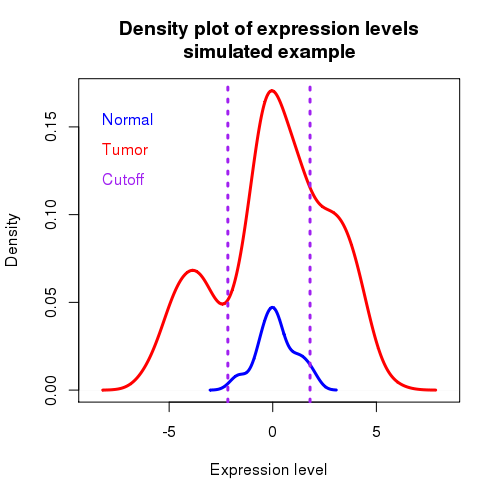 Density plot of expression levels
simulated example
Normal
Tumor
Cutoff
Density
0.00
0.05
0.10
0.15
-5
0
5
Expression level